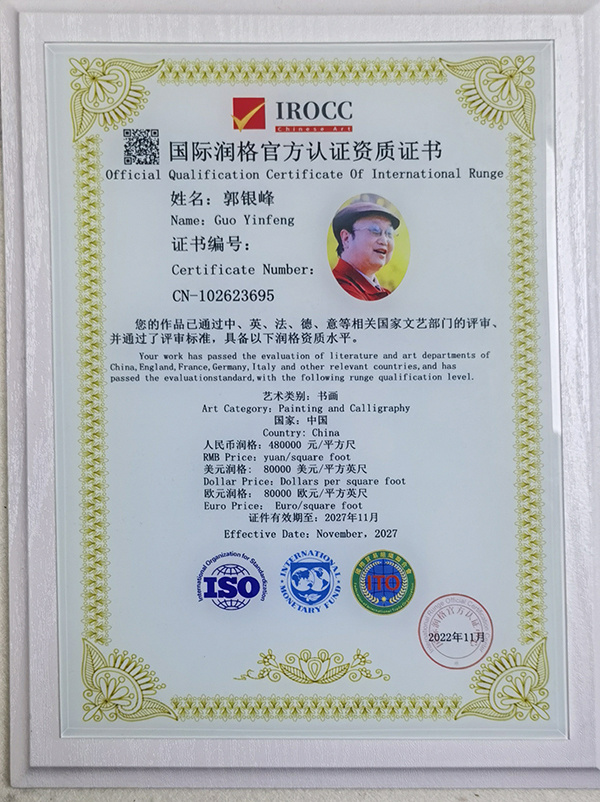 IROCC
Chinese Art
国际润格官方认证资质证书
Official Qualification Certificate Of International Runge
姓名：郭银峰
Name: Guo Yinfeng
证书编号：
Certificate Number:
CN-102623695
您的作品已通过中、英、法、德、意等相关国家文艺部门的评审、
并通过了评审标准，具备以下润格资质水平。
Your work has passed the evaluation of literature and art departments of
China, England, France, Germany, Italy and other relevant countries, and has
passed the evaluationstandard, with the following runge qualification level.
艺术类别：书画
Art Category: Painting and Calligraphy
国家：中国
Country: China
人民币润格：480000 元/平方尺
RMB Price: yuan/square foot
美元润格： 80000 美元/平方英尺
Dollar Price: Dollars per square foot
欧元润格： 80000 欧元/平方英尺
Euro Price: Euro/square foot
证件有效期至：2027年11月
Effective Date: November, 2027
International Organization for Standardization
ISO
INTERNATIONAL
MONETARY FUND
ITO
2022年11月